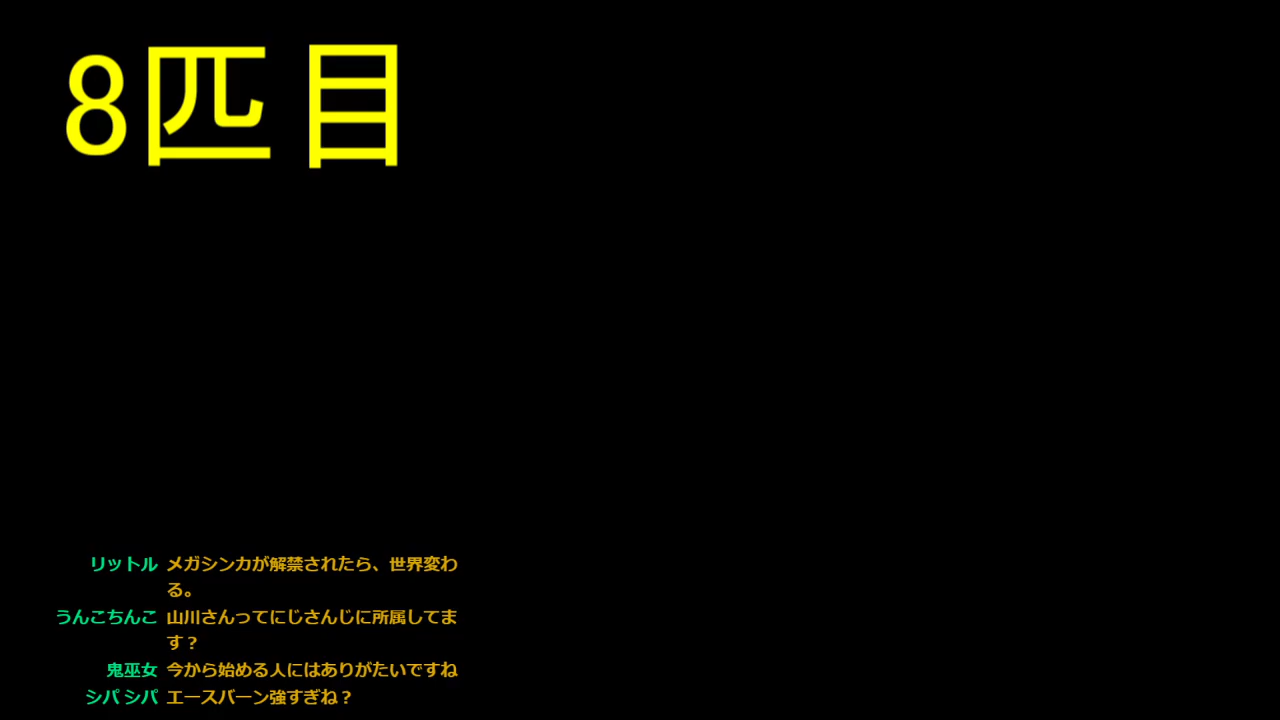 8匹目
リットル メガシンカが解禁されたら、世界変わ
る。
うんこちんこ 山川さんってにじさんじに所属してま
す？
鬼巫女 今から始める人にはありがたいですね
シパ シパ エースバーン強すぎね？